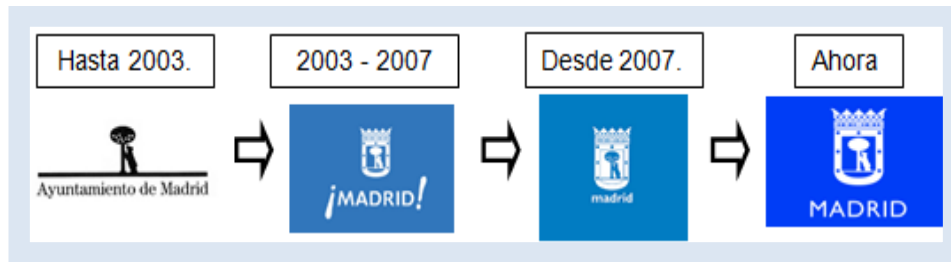 Hasta 2003.
2003 - 2007
Desde 2007.
Ahora
Ayuntamiento de Madrid
¡MADRID!
madrid
MADRID